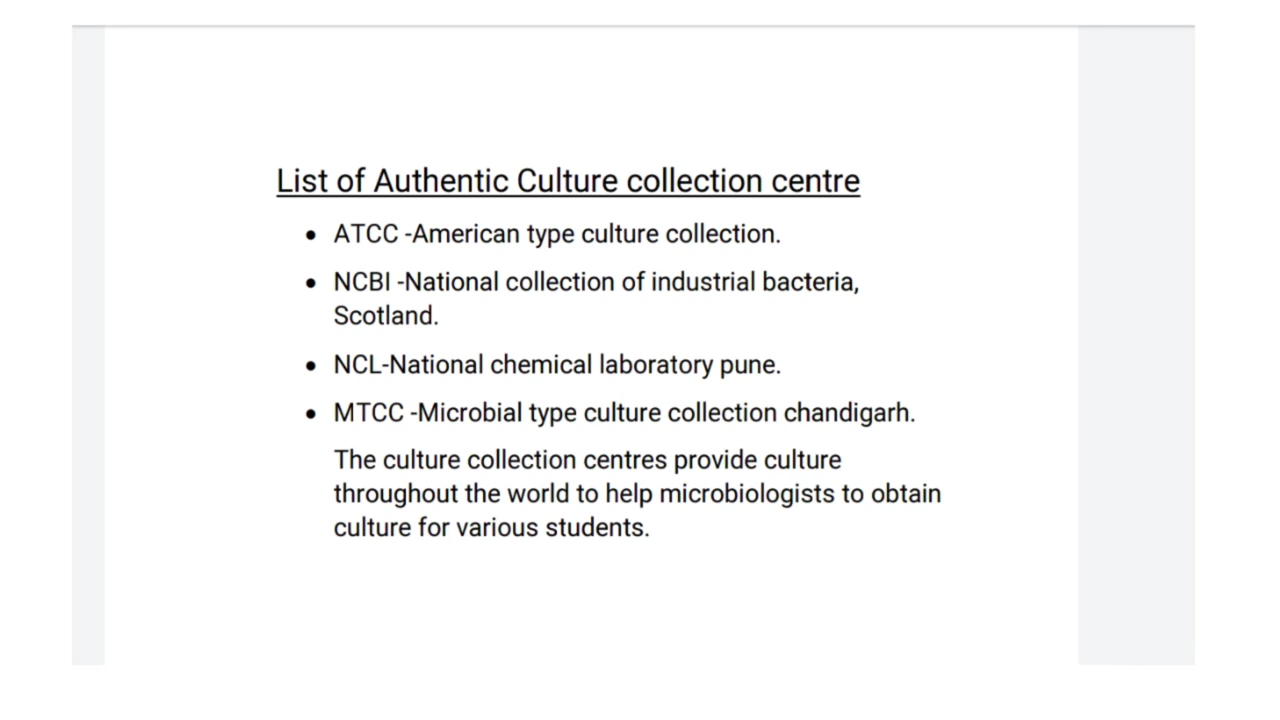 List of Authentic Culture collection centre
• ATCC -American type culture collection.
• NCBI -National collection of industrial bacteria,
Scotland.
• NCL-National chemical laboratory pune.
• MTCC -Microbial type culture collection chandigarh.
The culture collection centres provide culture
throughout the world to help microbiologists to obtain
culture for various students.